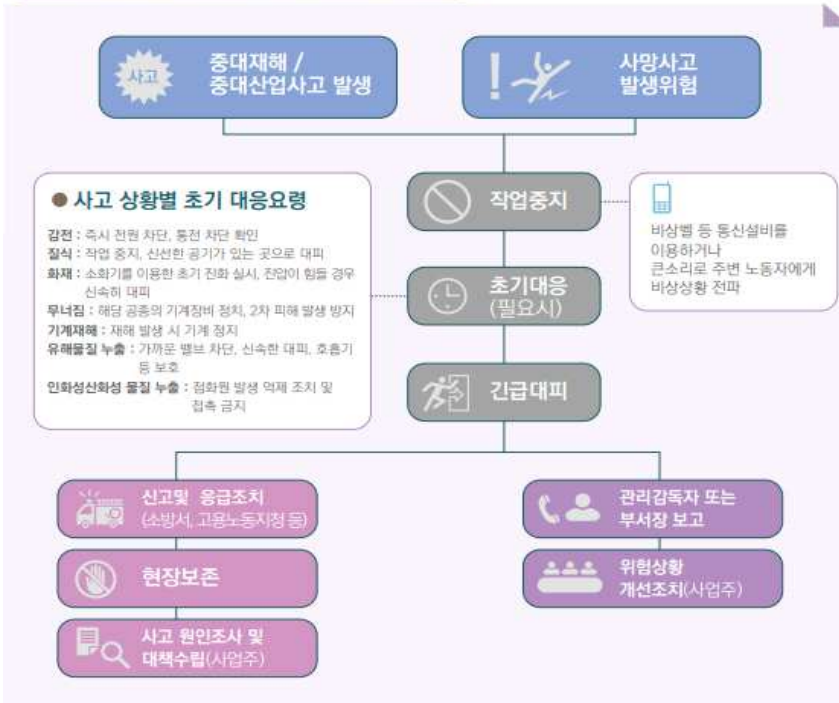 사고
중대재해 /
중대산업사고 발생
!
사망사고
발생위험
작업중지
비상벨 등 통신설비를
이용하거나
큰소리로 주변 노동자에게
비상상황 전파
● 사고 상황별 초기 대응요령
감전 : 즉시 전원 차단, 통전 차단 확인
질식 : 작업 중지, 신선한 공기가 있는 곳으로 대피
화재 : 소화기를 이용한 초기 진화 실시, 진압이 힘들 경우
신속히 대피
무너짐 : 해당 공종의 기계장비 정치, 2차 피해 발생 방지
기계재해 : 재해 발생 시 기계 정지
유해물질 누출 : 가까운 밸브 차단, 신속한 대피, 호흡기
등 보호
인화성산화성 물질 누출 : 점화원 발생 억제 조치 및
접촉 금지
초기대응
(필요시)
긴급대피
신고및 응급조치
(소방서, 고용노동지청 등)
현장보존
사고 원인조사 및
대책수립(사업주)
관리감독자 또는
부서장 보고
위험상황
개선조치(사업주)